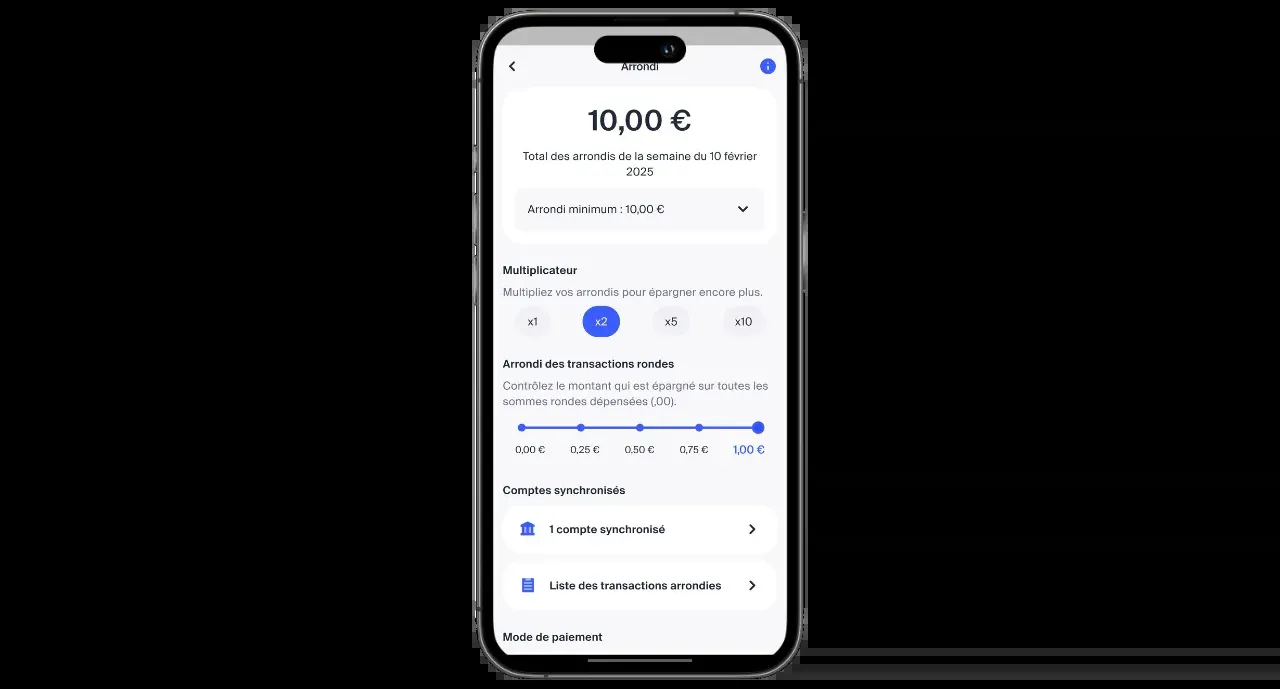 Arrondi
10,00 €
Total des arrondis de la semaine du 10 février
2025
Arrondi minimum : 10,00 €
Multiplicateur
Multipliez vos arrondis pour épargner encore plus.
x1 x2 x5 x10
Arrondi des transactions rondes
Contrôlez le montant qui est épargné sur toutes les
sommes rondes dépensées (,00).
0,00 € 0,25 € 0,50 € 0,75 € 1,00 €
Comptes synchronisés
1 compte synchronisé
Liste des transactions arrondies
Mode de paiement